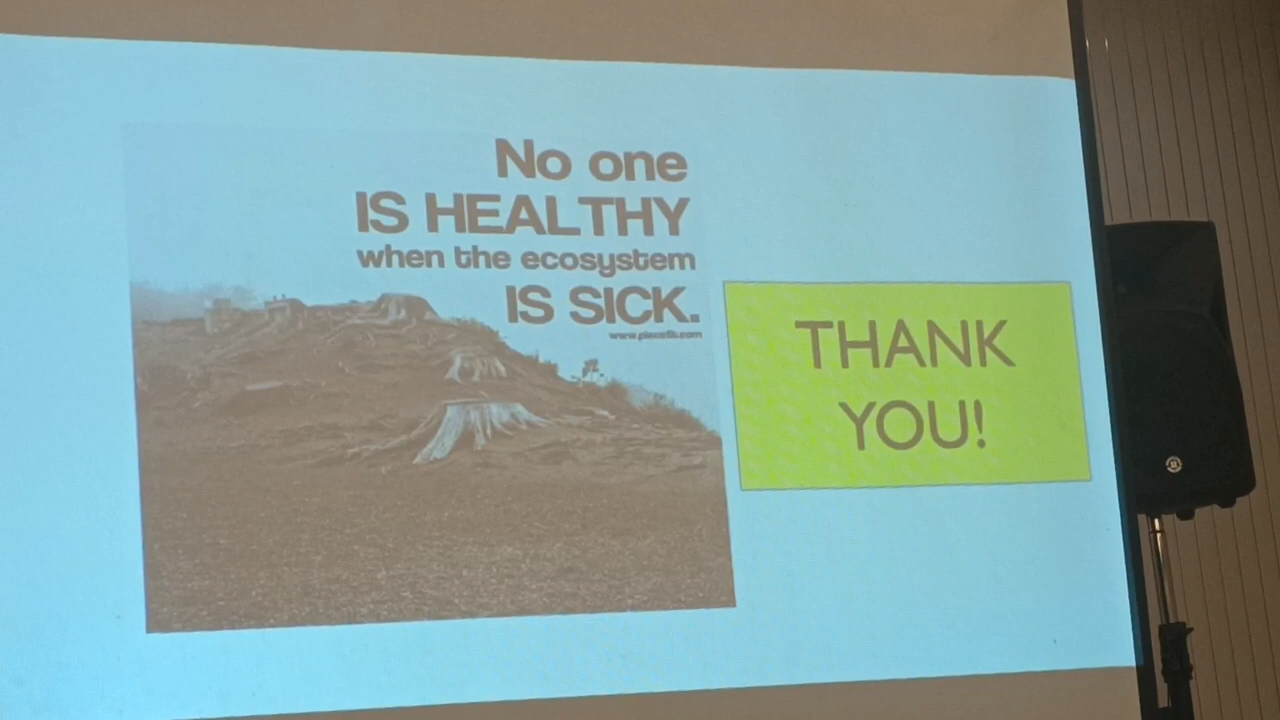 No one
IS HEALTHY
when the ecosystem
IS SICK.
THANK
YOU!